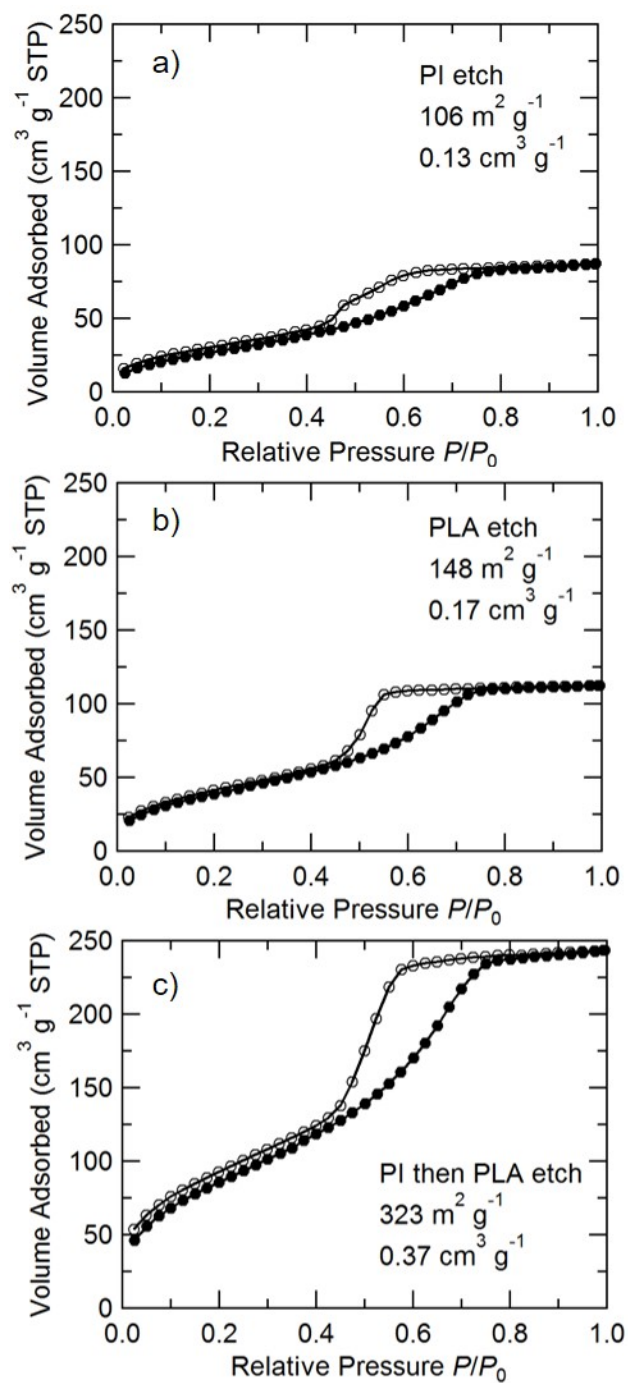 a)
PI etch
106 m² g⁻¹
0.13 cm³ g⁻¹
Volume Adsorbed (cm³ g⁻¹ STP)
250
200
150
100
50
0
0.0 0.2 0.4 0.6 0.8 1.0
Relative Pressure P/P₀
b)
PLA etch
148 m² g⁻¹
0.17 cm³ g⁻¹
Volume Adsorbed (cm³ g⁻¹ STP)
250
200
150
100
50
0
0.0 0.2 0.4 0.6 0.8 1.0
Relative Pressure P/P₀
c)
PI then PLA etch
323 m² g⁻¹
0.37 cm³ g⁻¹
Volume Adsorbed (cm³ g⁻¹ STP)
250
200
150
100
50
0
0.0 0.2 0.4 0.6 0.8 1.0
Relative Pressure P/P₀